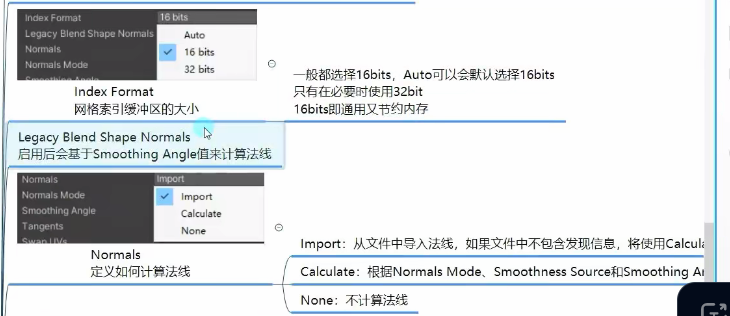 Index Format
16 bits
Legacy Blend Shape Normals
Auto
Normals
16 bits
Normals Mode
32 bits
Smoothing Angle
Index Format
网格索引缓冲区的大小
一般都选择16bits，Auto可以会默认选择16bits
只有在必要时使用32bit
16bits即通用又节约内存
Legacy Blend Shape Normals
启用后会基于Smoothing Angle值来计算法线
Normals
Import
Normals Mode
Import
Smoothing Angle
Calculate
Tangents
None
Swap UVs
Normals
定义如何计算法线
Import：从文件中导入法线，如果文件中不包含发现信息，将使用Calcula
Calculate：根据Normals Mode、Smoothness Source和Smoothing An
None：不计算法线